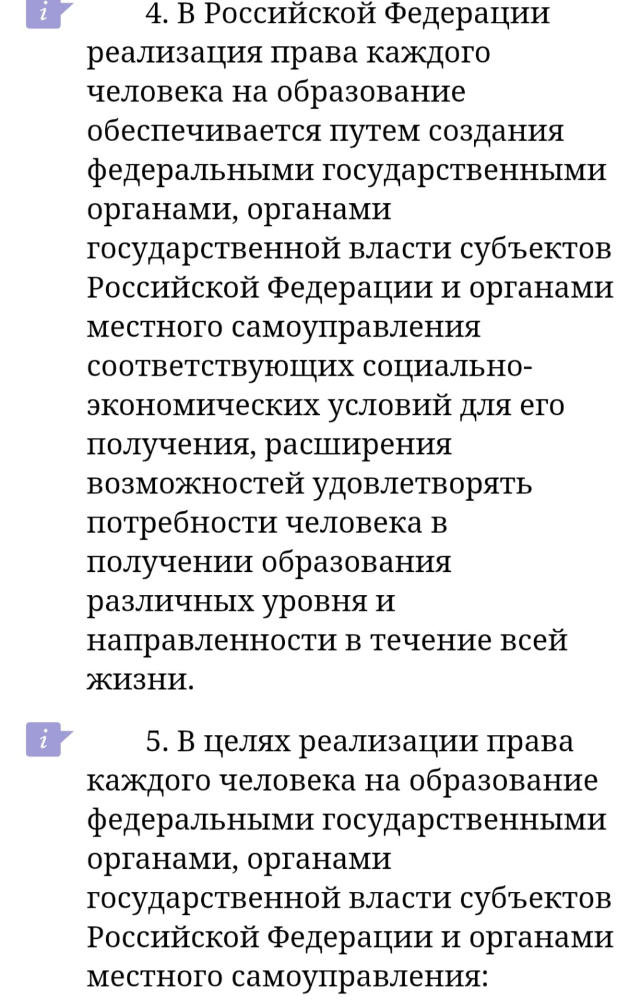 i
4. В Российской Федерации
реализация права каждого
человека на образование
обеспечивается путем создания
федеральными государственными
органами, органами
государственной власти субъектов
Российской Федерации и органами
местного самоуправления
соответствующих социально-
экономических условий для его
получения, расширения
возможностей удовлетворять
потребности человека в
получении образования
различных уровня и
направленности в течение всей
жизни.
i
5. В целях реализации права
каждого человека на образование
федеральными государственными
органами, органами
государственной власти субъектов
Российской Федерации и органами
местного самоуправления: